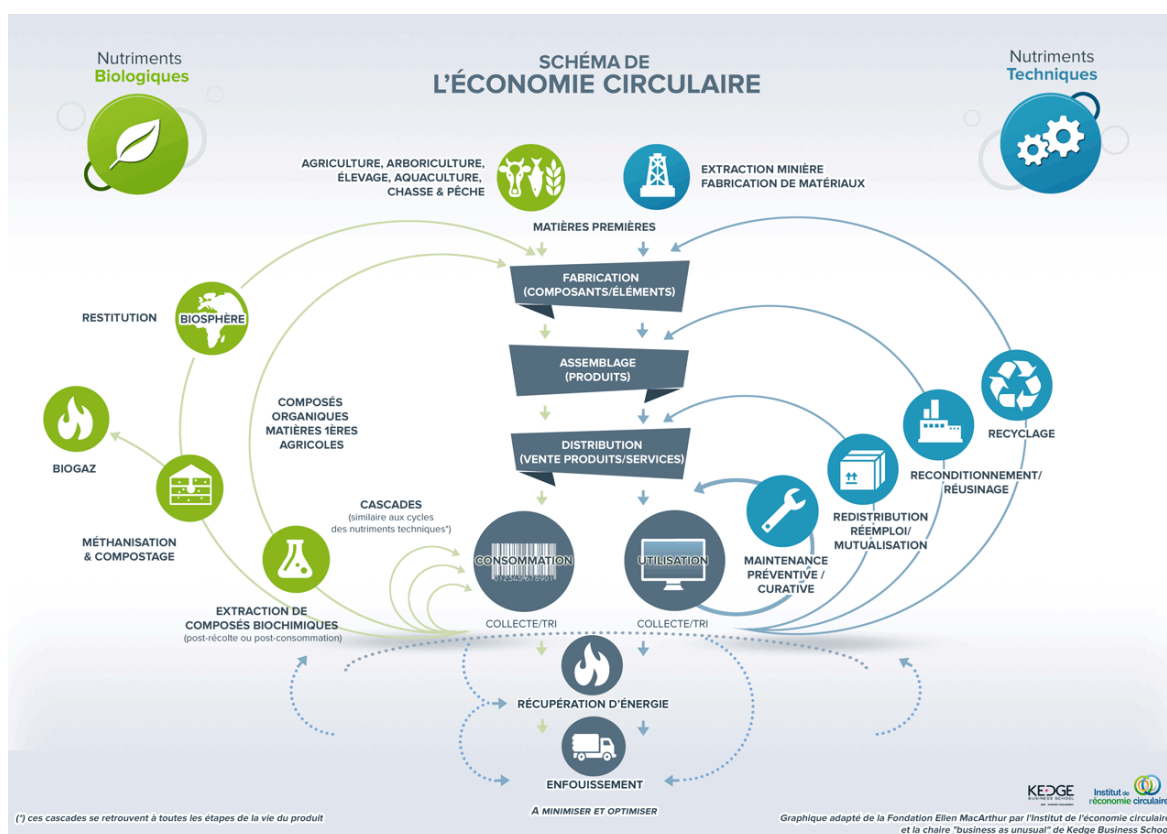 Nutriments
Biologiques
SCHÉMA DE
L'ÉCONOMIE CIRCULAIRE
Nutriments
Techniques
AGRICULTURE, ARBORICULTURE,
ÉLEVAGE, AQUACULTURE,
CHASSE & PÊCHE
EXTRACTION MINIÈRE
FABRICATION DE MATÉRIAUX
MATIÈRES PREMIÈRES
FABRICATION
(COMPOSANTS/ÉLÉMENTS)
RESTITUTION
BIOSPHÈRE
ASSEMBLAGE
(PRODUITS)
COMPOSÉS
ORGANIQUES
MATIÈRES 1ÈRES
AGRICOLES
RECYCLAGE
DISTRIBUTION
(VENTE PRODUITS/SERVICES)
BIOGAZ
RECONDITIONNEMENT/
RÉUSINAGE
CASCADES
(similaire aux cycles
des nutriments techniques*)
REDISTRIBUTION
RÉEMPLOI/
MUTUALISATION
MÉTHANISATION
& COMPOSTAGE
CONSOMMATION
012345678901
UTILISATION
MAINTENANCE
PRÉVENTIVE /
CURATIVE
EXTRACTION DE
COMPOSÉS BIOCHIMIQUES
(post-récolte ou post-consommation)
COLLECTE/TRI
COLLECTE/TRI
RÉCUPÉRATION D'ÉNERGIE
ENFOUISSEMENT
A MINIMISER ET OPTIMISER
KEDGE
BUSINESS SCHOOL
Institut de
l'économie circulaire
(*) ces cascades se retrouvent à toutes les étapes de la vie du produit
Graphique adapté de la Fondation Ellen MacArthur par l'Institut de l'économie circulaire
et la chaire "business as unusual" de Kedge Business School